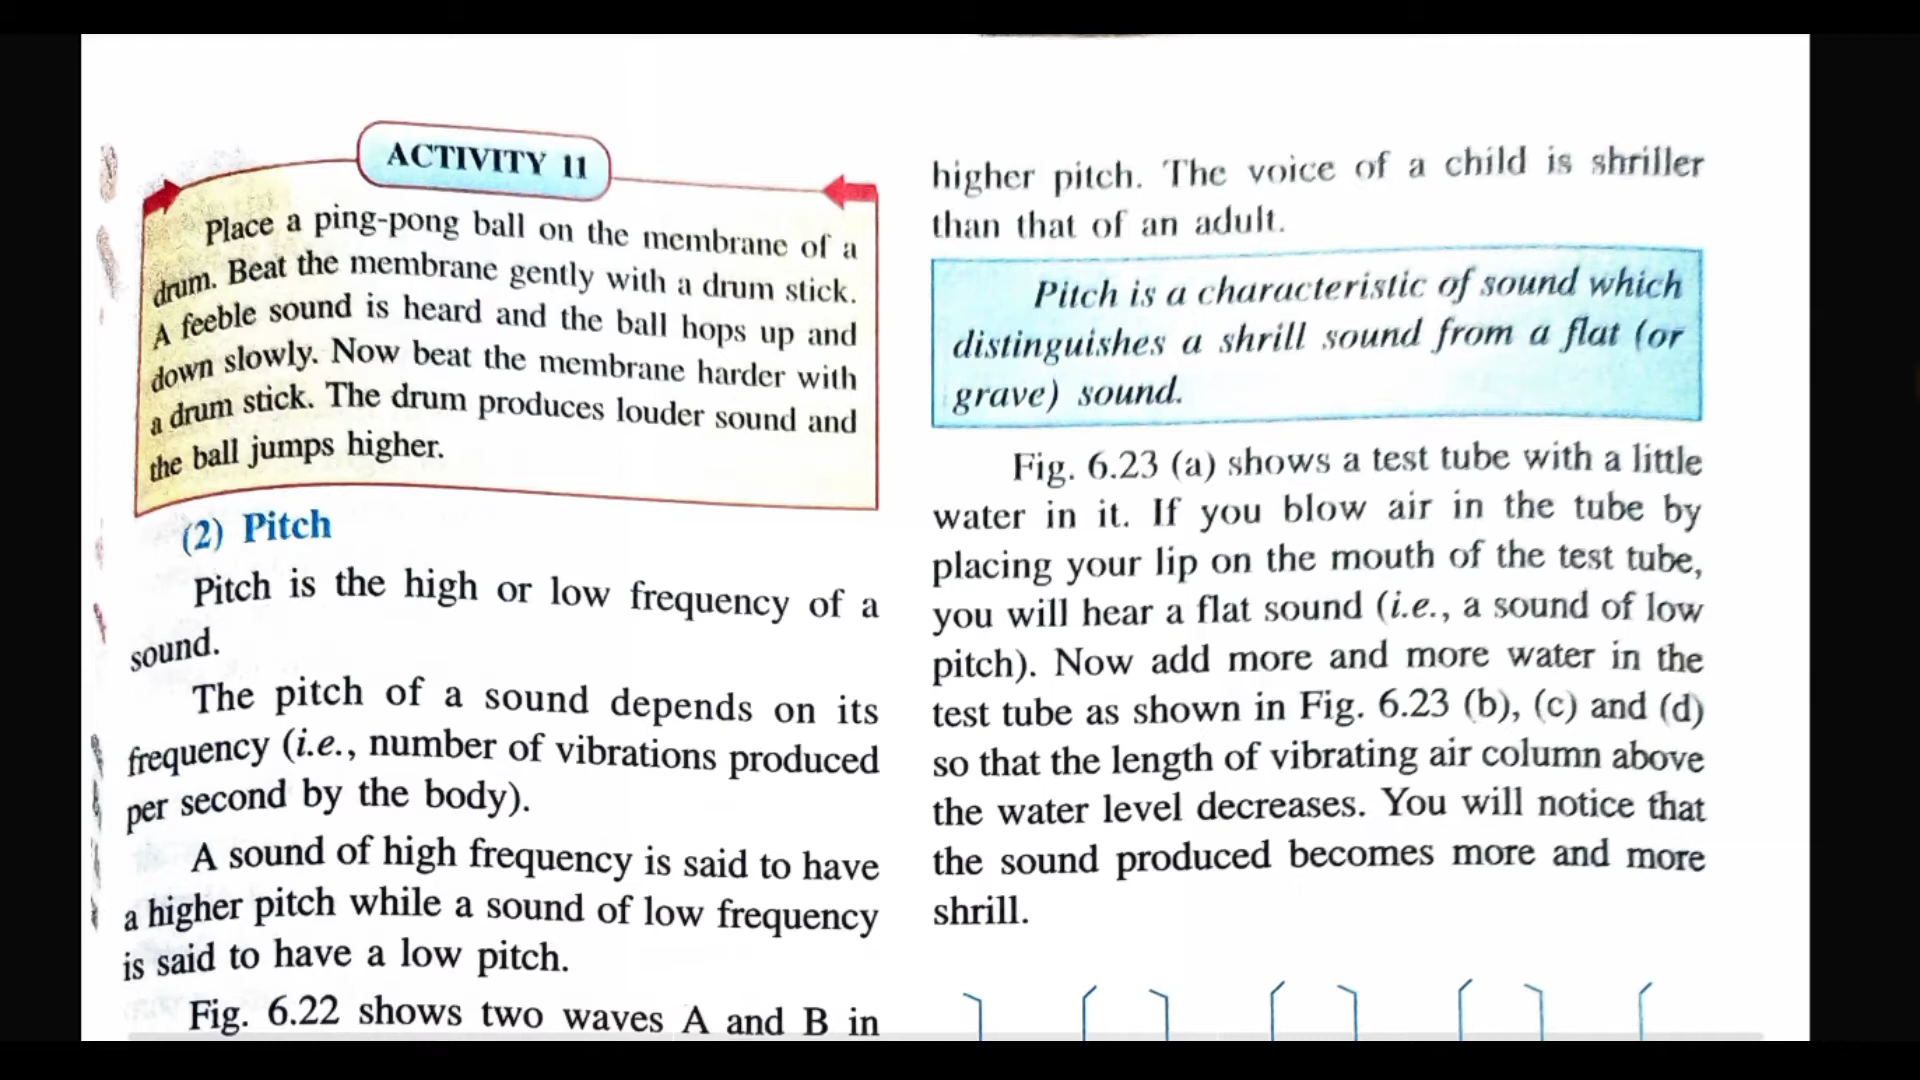 ACTIVITY 11
Place a ping-pong ball on the membrane of a
drum. Beat the membrane gently with a drum stick.
A feeble sound is heard and the ball hops up and
down slowly. Now beat the membrane harder with
a drum stick. The drum produces louder sound and
the ball jumps higher.
(2) Pitch
Pitch is the high or low frequency of a
sound.
The pitch of a sound depends on its
frequency (i.e., number of vibrations produced
per second by the body).
A sound of high frequency is said to have
a higher pitch while a sound of low frequency
is said to have a low pitch.
Fig. 6.22 shows two waves A and B in
higher pitch. The voice of a child is shriller
than that of an adult.
Pitch is a characteristic of sound which
distinguishes a shrill sound from a flat (or
grave) sound.
Fig. 6.23 (a) shows a test tube with a little
water in it. If you blow air in the tube by
placing your lip on the mouth of the test tube,
you will hear a flat sound (i.e., a sound of low
pitch). Now add more and more water in the
test tube as shown in Fig. 6.23 (b), (c) and (d)
so that the length of vibrating air column above
the water level decreases. You will notice that
the sound produced becomes more and more
shrill.